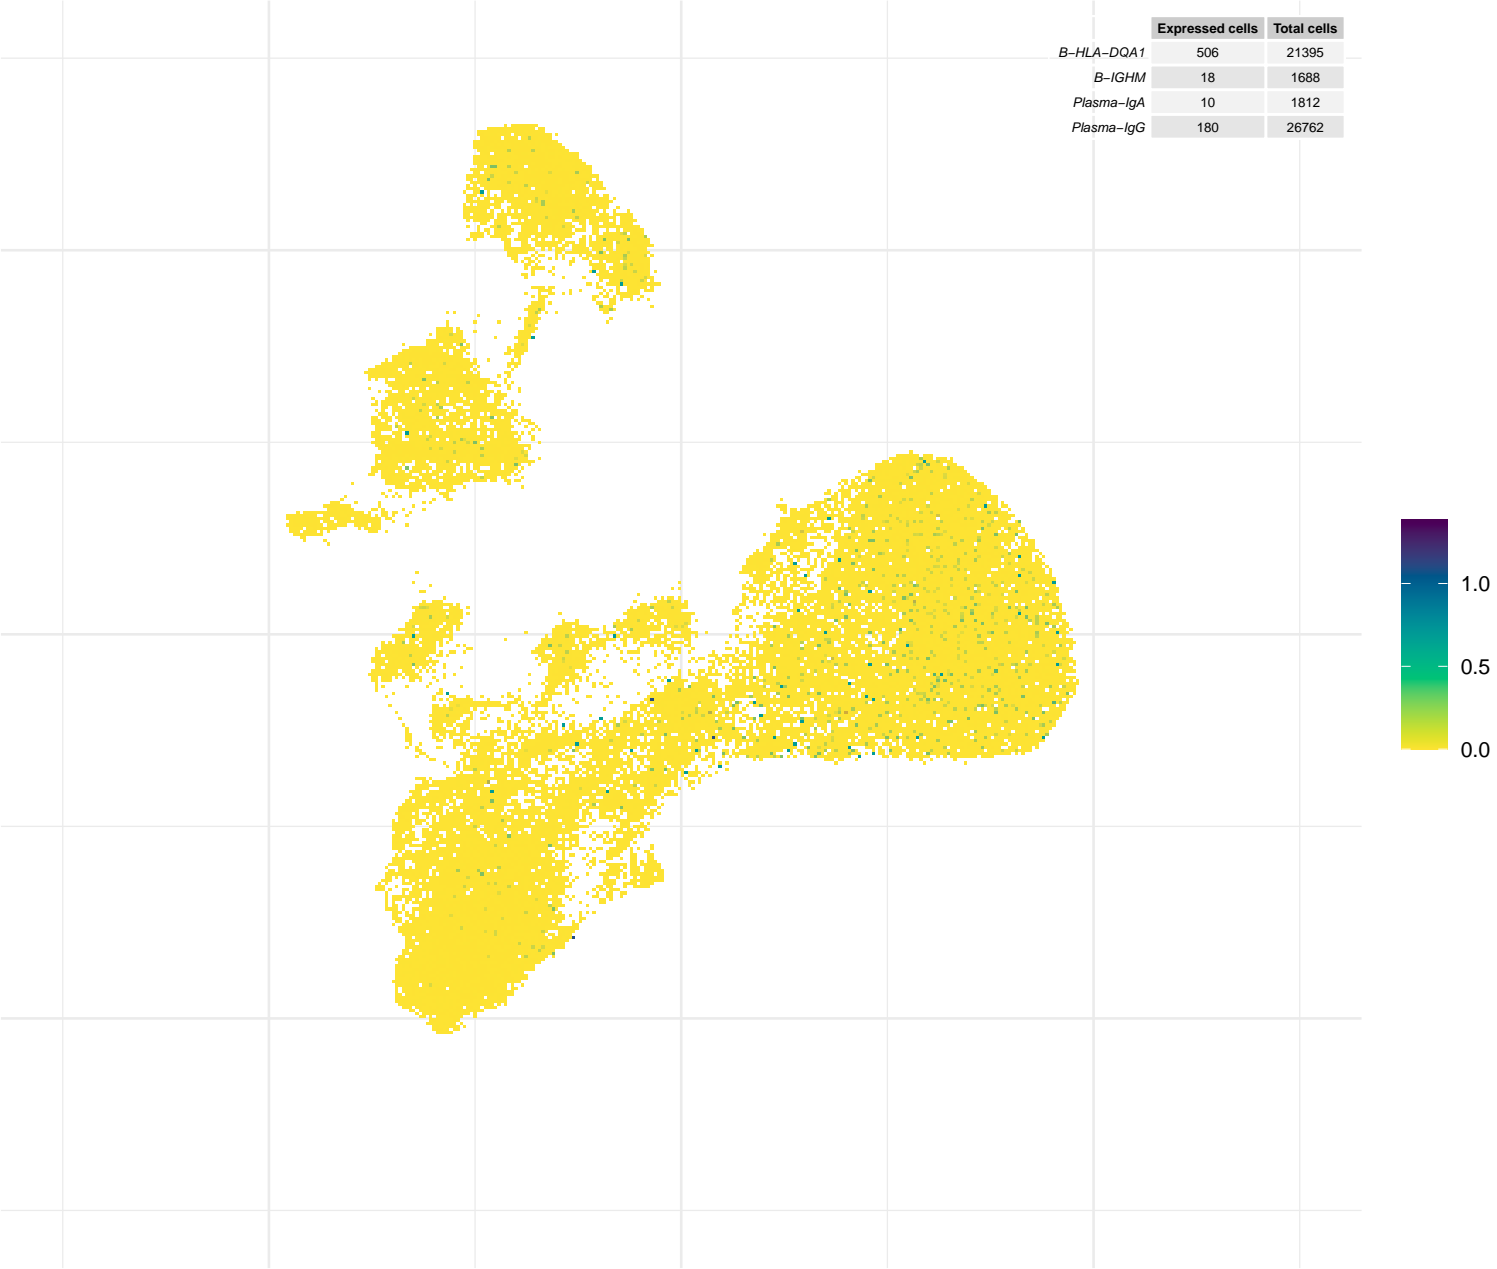 Expressed cells Total cells
B−HLA−DQA1 506 21395
B−IGHM 18 1688
Plasma−IgA 10 1812
Plasma−IgG 180 26762
1.0
0.5
0.0